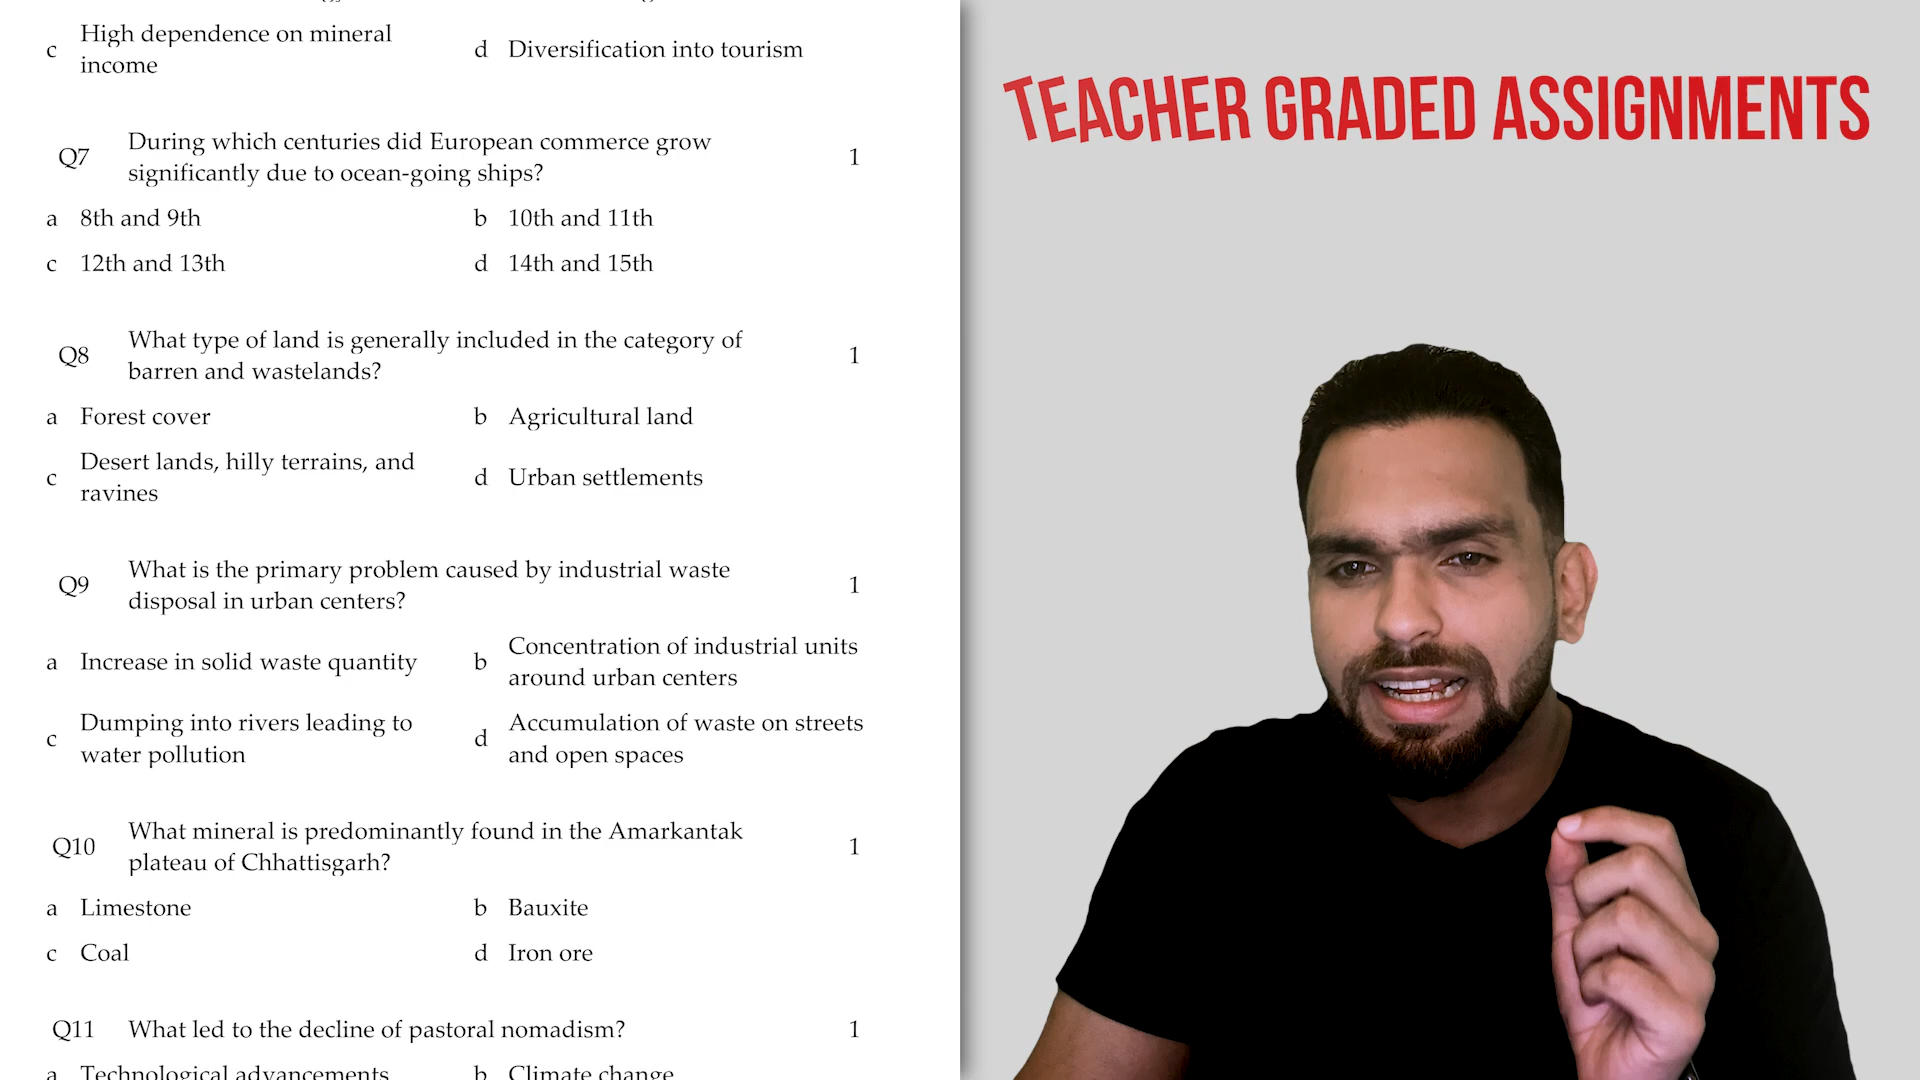 c High dependence on mineral
income
d Diversification into tourism
TEACHER GRADED ASSIGNMENTS
Q7 During which centuries did European commerce grow
significantly due to ocean-going ships? 1
a 8th and 9th
b 10th and 11th
c 12th and 13th
d 14th and 15th
Q8 What type of land is generally included in the category of
barren and wastelands? 1
a Forest cover
b Agricultural land
c Desert lands, hilly terrains, and
ravines
d Urban settlements
Q9 What is the primary problem caused by industrial waste
disposal in urban centers? 1
a Increase in solid waste quantity
b Concentration of industrial units
around urban centers
c Dumping into rivers leading to
water pollution
d Accumulation of waste on streets
and open spaces
Q10 What mineral is predominantly found in the Amarkantak
plateau of Chhattisgarh? 1
a Limestone
b Bauxite
c Coal
d Iron ore
Q11 What led to the decline of pastoral nomadism? 1
a Technological advancements
b Climate change